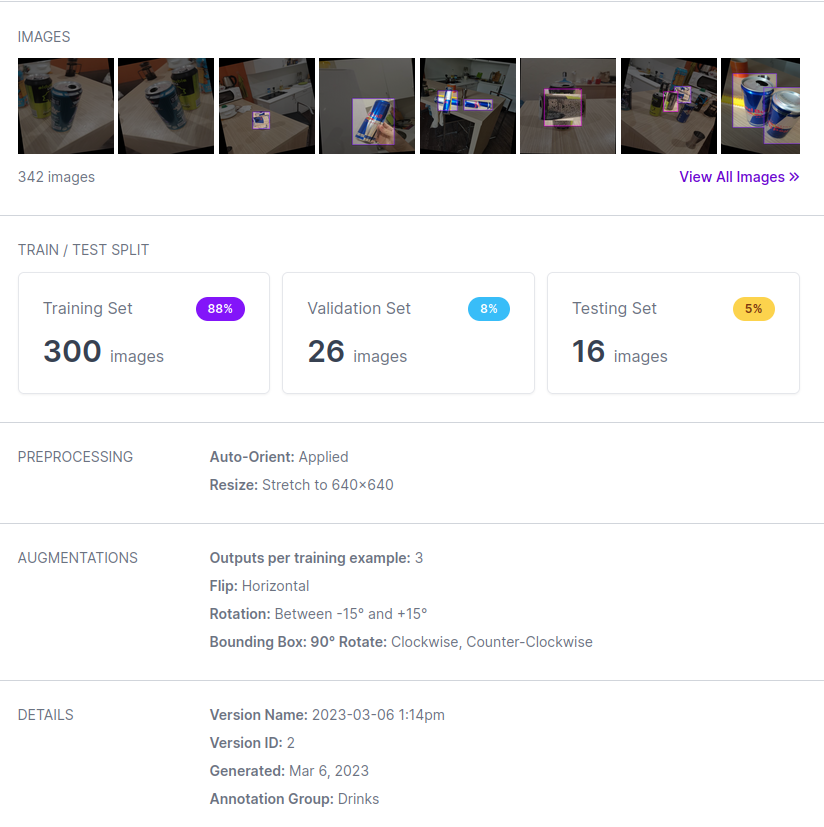 IMAGES
342 images
View All Images »
TRAIN / TEST SPLIT
Training Set 88%
300 images
Validation Set 8%
26 images
Testing Set 5%
16 images
PREPROCESSING
Auto-Orient: Applied
Resize: Stretch to 640×640
AUGMENTATIONS
Outputs per training example: 3
Flip: Horizontal
Rotation: Between -15° and +15°
Bounding Box: 90° Rotate: Clockwise, Counter-Clockwise
DETAILS
Version Name: 2023-03-06 1:14pm
Version ID: 2
Generated: Mar 6, 2023
Annotation Group: Drinks